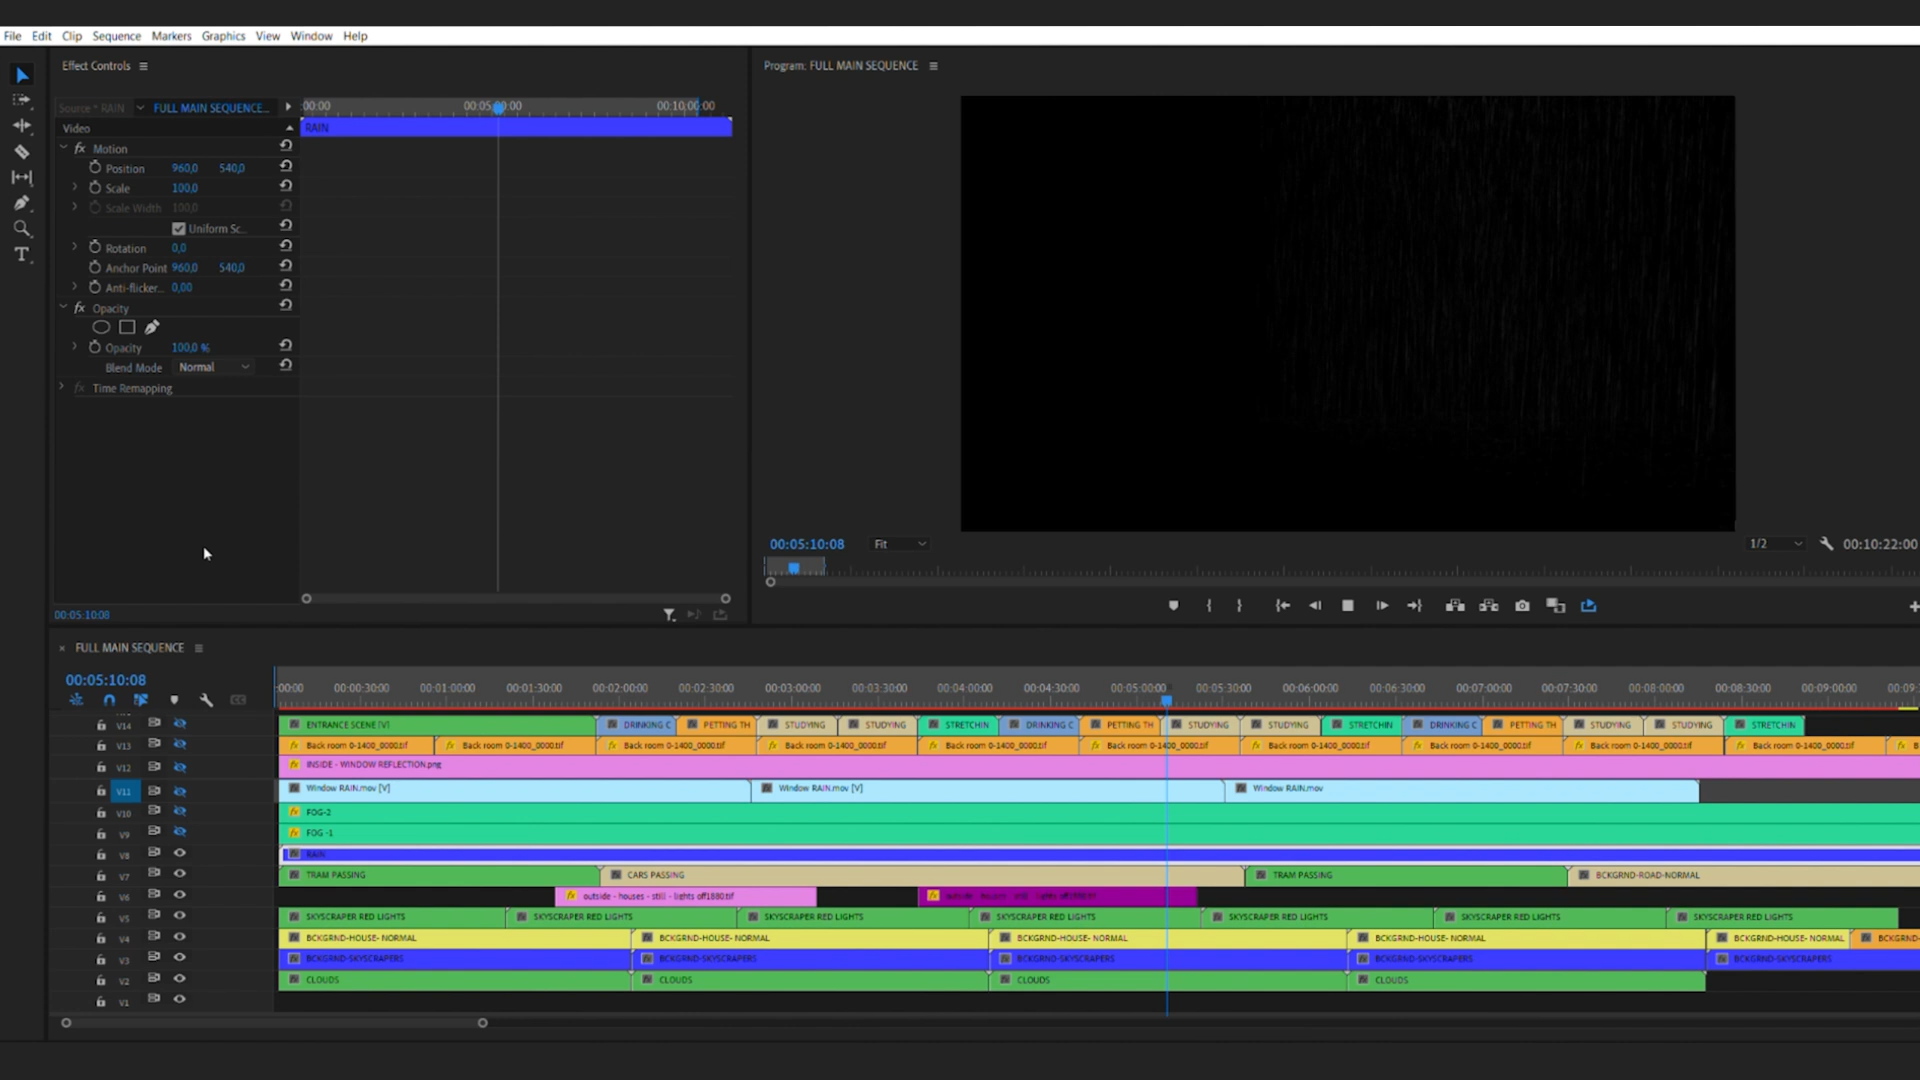 File Edit Clip Sequence Markers Graphics View Window Help
Effect Controls
Program: FULL MAIN SEQUENCE
Source * RAIN FULL MAIN SEQUENCE...
:00:00 00:05:00:00 00:10:00:00
Video
RAIN
fx Motion
Position 960,0 540,0
Scale 100,0
Scale Width 100,0
Uniform Sc...
Rotation 0,0
Anchor Point 960,0 540,0
Anti-flicker... 0,00
fx Opacity
Opacity 100,0 %
Blend Mode Normal
fx Time Remapping
00:05:10:08 Fit 1/2 00:10:22:00
00:05:10:08
FULL MAIN SEQUENCE
00:05:10:08
:00:00 00:00:30:00 00:01:00:00 00:01:30:00 00:02:00:00 00:02:30:00 00:03:00:00 00:03:30:00 00:04:00:00 00:04:30:00 00:05:00:00 00:05:30:00 00:06:00:00 00:06:30:00 00:07:00:00 00:07:30:00 00:08:00:00 00:08:30:00 00:09:00:00 00:09:3
V14 ENTRANCE SCENE [V] DRINKING C PETTING TH STUDYING STUDYING STRETCHIN DRINKING C PETTING TH STUDYING STUDYING STRETCHIN DRINKING C PETTING TH STUDYING STUDYING STRETCHIN
V13 Back room 0-1400_0000.tif Back room 0-1400_0000.tif Back room 0-1400_0000.tif Back room 0-1400_0000.tif Back room 0-1400_0000.tif Back room 0-1400_0000.tif Back room 0-1400_0000.tif Back room 0-1400_0000.tif Back room 0-1400_0000.tif Back room 0-1400_0000.tif B
V12 INSIDE - WINDOW REFLECTION.png
V11 Window RAIN.mov [V] Window RAIN.mov [V] Window RAIN.mov
V10 FOG-2
V9 FOG -1
V8 RAIN
V7 TRAM PASSING CARS PASSING TRAM PASSING BCKGRND-ROAD-NORMAL
V6 outside - houses - still - lights off1880.tif outside - houses - still - lights off1880.tif
V5 SKYSCRAPER RED LIGHTS SKYSCRAPER RED LIGHTS SKYSCRAPER RED LIGHTS SKYSCRAPER RED LIGHTS SKYSCRAPER RED LIGHTS SKYSCRAPER RED LIGHTS SKYSCRAPER RED LIGHTS
V4 BCKGRND-HOUSE- NORMAL BCKGRND-HOUSE- NORMAL BCKGRND-HOUSE- NORMAL BCKGRND-HOUSE- NORMAL BCKGRND-HOUSE- NORMAL BCKGRND-
V3 BCKGRND-SKYSCRAPERS BCKGRND-SKYSCRAPERS BCKGRND-SKYSCRAPERS BCKGRND-SKYSCRAPERS BCKGRND-SKYSCRAPERS
V2 CLOUDS CLOUDS CLOUDS CLOUDS
V1